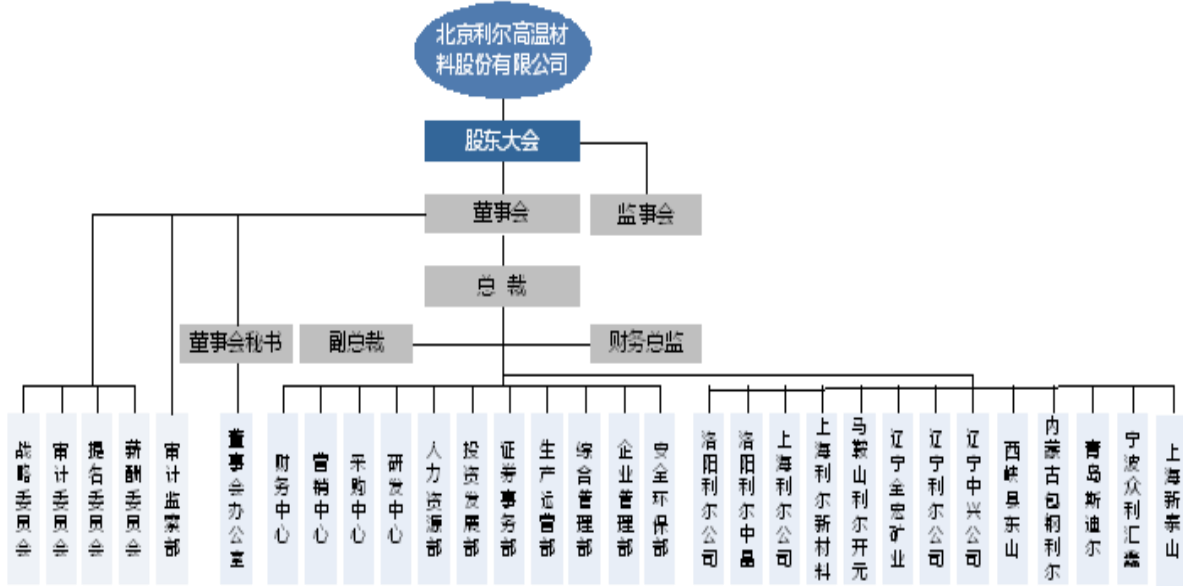 北京利尔高温材
料股份有限公司
股东大会
董事会
监事会
总 裁
董事会秘书
副总裁
财务总监
战略委员会
审计委员会
提名委员会
薪酬委员会
审计监察部
董事会办公室
财务中心
营销中心
采购中心
研发中心
人力资源部
投资发展部
证券事务部
生产运营部
综合管理部
企业管理部
安全环保部
洛阳利尔公司
洛阳利尔中晶
上海利尔公司
上海利尔新材料
马鞍山利尔开元
辽宁金宏矿业
辽宁利尔公司
辽宁中兴公司
西峡县东山
内蒙古包钢利尔
青岛斯迪尔
宁波众利汇鑫
上海新泰山